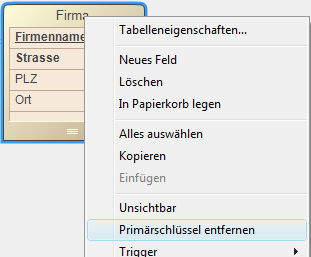 Firma
Firmenname
Strasse
PLZ
Ort
Tabelleneigenschaften...
Neues Feld
Löschen
In Papierkorb legen
Alles auswählen
Kopieren
Einfügen
Unsichtbar
Primärschlüssel entfernen
Trigger